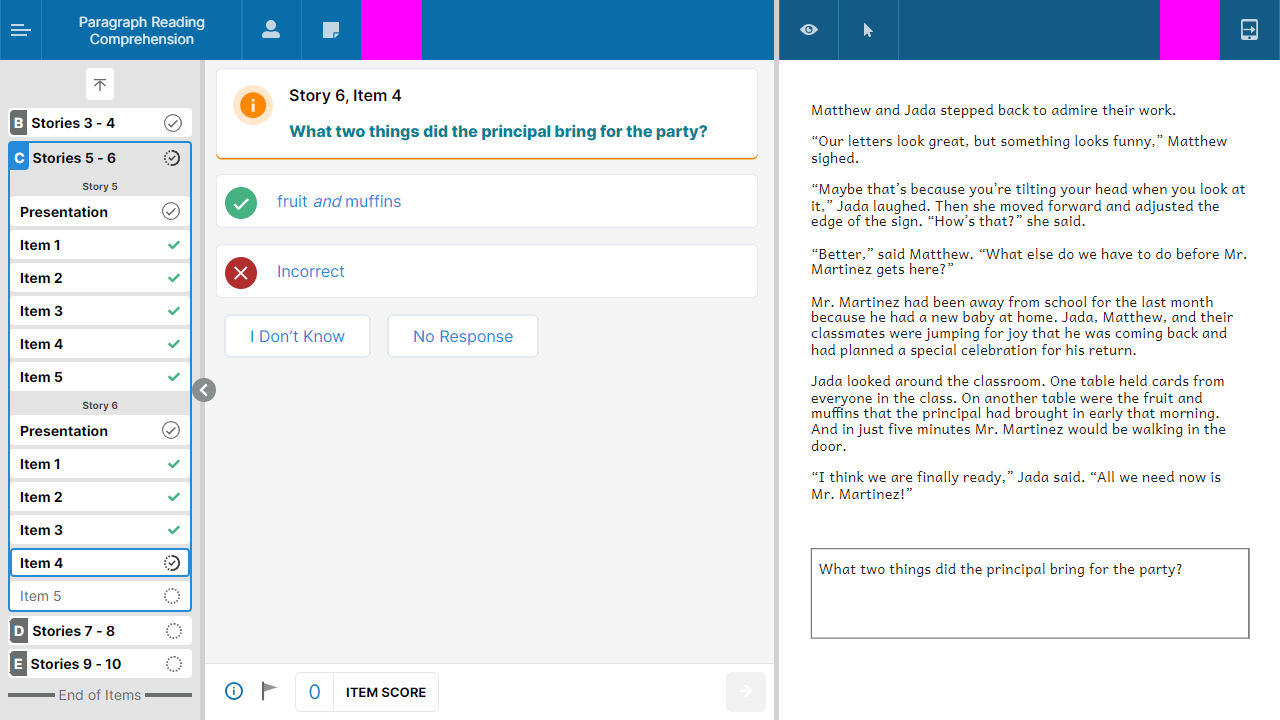 Paragraph Reading
Comprehension
B Stories 3 - 4
C Stories 5 - 6
Story 5
Presentation
Item 1
Item 2
Item 3
Item 4
Item 5
Story 6
Presentation
Item 1
Item 2
Item 3
Item 4
Item 5
D Stories 7 - 8
E Stories 9 - 10
End of Items
Story 6, Item 4
What two things did the principal bring for the party?
fruit and muffins
Incorrect
I Don’t Know
No Response
0 ITEM SCORE
Matthew and Jada stepped back to admire their work.
“Our letters look great, but something looks funny,” Matthew
sighed.
“Maybe that’s because you’re tilting your head when you look at
it,” Jada laughed. Then she moved forward and adjusted the
edge of the sign. “How’s that?” she said.
“Better,” said Matthew. “What else do we have to do before Mr.
Martinez gets here?”
Mr. Martinez had been away from school for the last month
because he had a new baby at home. Jada, Matthew, and their
classmates were jumping for joy that he was coming back and
had planned a special celebration for his return.
Jada looked around the classroom. One table held cards from
everyone in the class. On another table were the fruit and
muffins that the principal had brought in early that morning.
And in just five minutes Mr. Martinez would be walking in the
door.
“I think we are finally ready,” Jada said. “All we need now is
Mr. Martinez!”
What two things did the principal bring for the party?